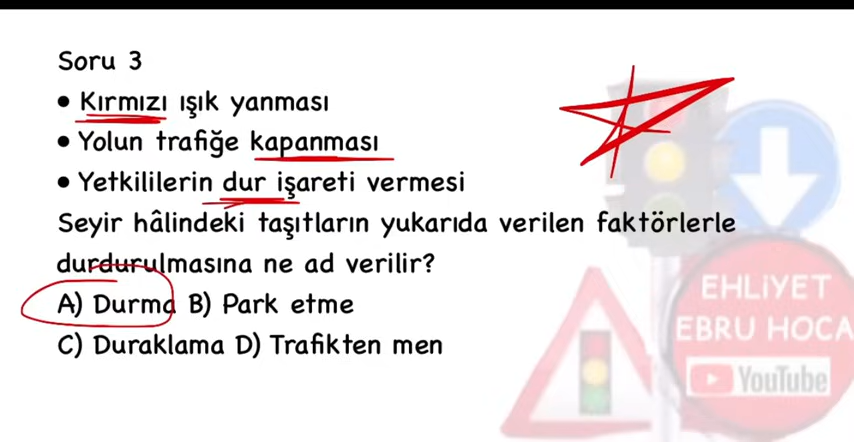 Soru 3
• Kırmızı ışık yanması
• Yolun trafiğe kapanması
• Yetkililerin dur işareti vermesi
Seyir hâlindeki taşıtların yukarıda verilen faktörlerle
durdurulmasına ne ad verilir?
A) Durma B) Park etme
C) Duraklama D) Trafikten men
EHLİYET
EBRU HOCA
YouTube